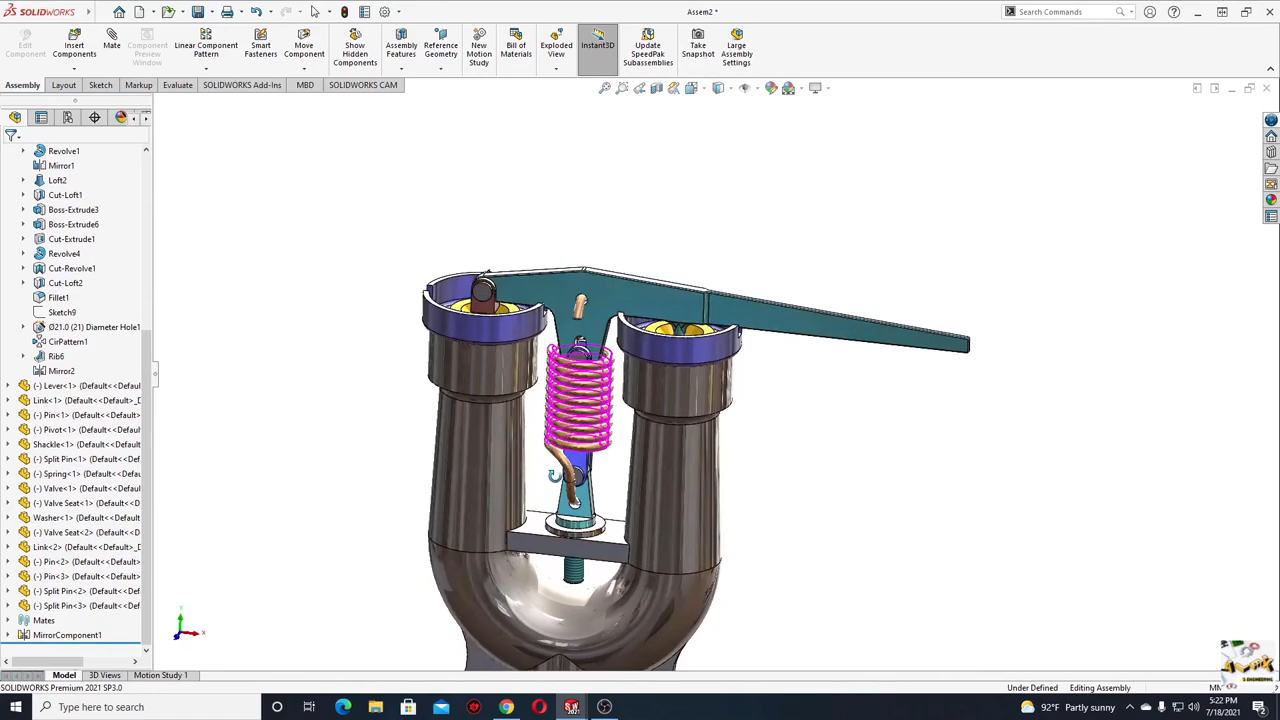 SOLIDWORKS
Assem2 *
Search Commands
Edit Component
Insert Components
Mate
Component Preview Window
Linear Component Pattern
Smart Fasteners
Move Component
Show Hidden Components
Assembly Features
Reference Geometry
New Motion Study
Bill of Materials
Exploded View
Instant3D
Update SpeedPak Subassemblies
Take Snapshot
Large Assembly Settings
Assembly
Layout
Sketch
Markup
Evaluate
SOLIDWORKS Add-Ins
MBD
SOLIDWORKS CAM
Revolve1
Mirror1
Loft2
Cut-Loft1
Boss-Extrude3
Boss-Extrude6
Cut-Extrude1
Revolve4
Cut-Revolve1
Cut-Loft2
Fillet1
Sketch9
Ø21.0 (21) Diameter Hole1
CirPattern1
Rib6
Mirror2
(-) Lever<1> (Default<<Default>_
Link<1> (Default<<Default>_D
(-) Pin<1> (Default<<Default>_
(-) Pivot<1> (Default<<Default>
Shackle<1> (Default<<Default
(-) Split Pin<1> (Default<<Def
(-) Spring<1> (Default<<Defau
(-) Valve<1> (Default<<Defaul
(-) Valve Seat<1> (Default<<D
Washer<1> (Default<<Default
(-) Valve Seat<2> (Default<<D
Link<2> (Default<<Default>_D
(-) Pin<2> (Default<<Default>_
(-) Pin<3> (Default<<Default>_
(-) Split Pin<2> (Default<<Def
(-) Split Pin<3> (Default<<Def
Mates
MirrorComponent1
Y
X
Model
3D Views
Motion Study 1
SOLIDWORKS Premium 2021 SP3.0
Under Defined
Editing Assembly
Type here to search
92°F Partly sunny
5:22 PM
7/18/2021